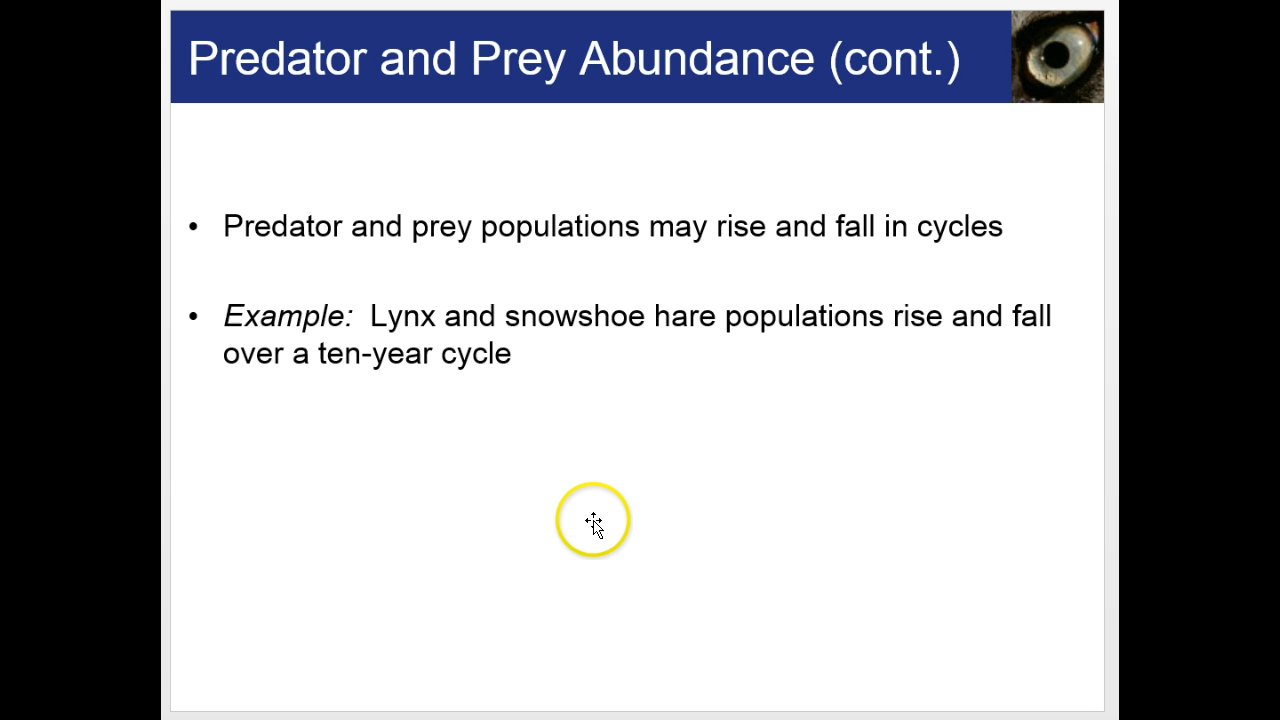 Predator and Prey Abundance (cont.)
• Predator and prey populations may rise and fall in cycles
• Example: Lynx and snowshoe hare populations rise and fall
over a ten-year cycle